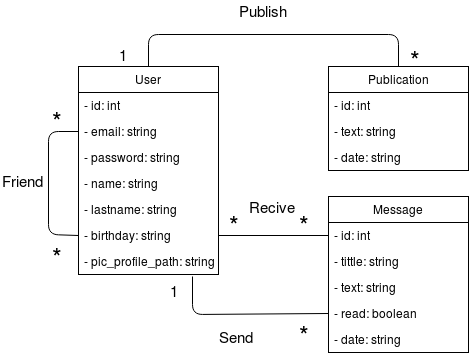 Publish
1
*
User
- id: int
- email: string
- password: string
- name: string
- lastname: string
- birthday: string
- pic_profile_path: string
Publication
- id: int
- text: string
- date: string
*
Friend
*
*
Recive
*
Message
- id: int
- tittle: string
- text: string
- read: boolean
- date: string
1
Send
*